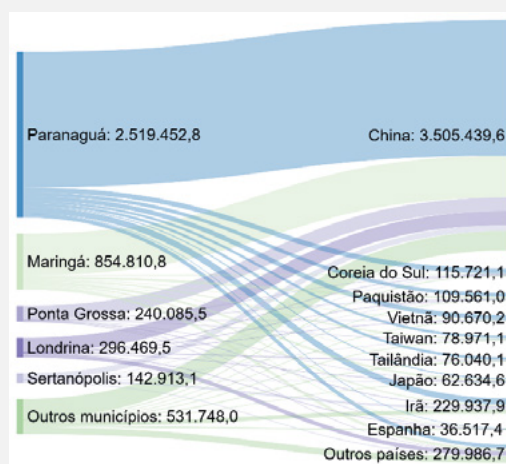 Paranaguá: 2.519.452,8
China: 3.505.439,6
Maringá: 854.810,8
Coreia do Sul: 115.721,1
Paquistão: 109.561,0
Ponta Grossa: 240.085,5
Vietnã: 90.670,2
Taiwan: 78.971,1
Londrina: 296.469,5
Tailândia: 76.040,1
Sertanópolis: 142.913,1
Japão: 62.634,6
Irã: 229.937,9
Outros municípios: 531.748,0
Espanha: 36.517,4
Outros países: 279.986,7